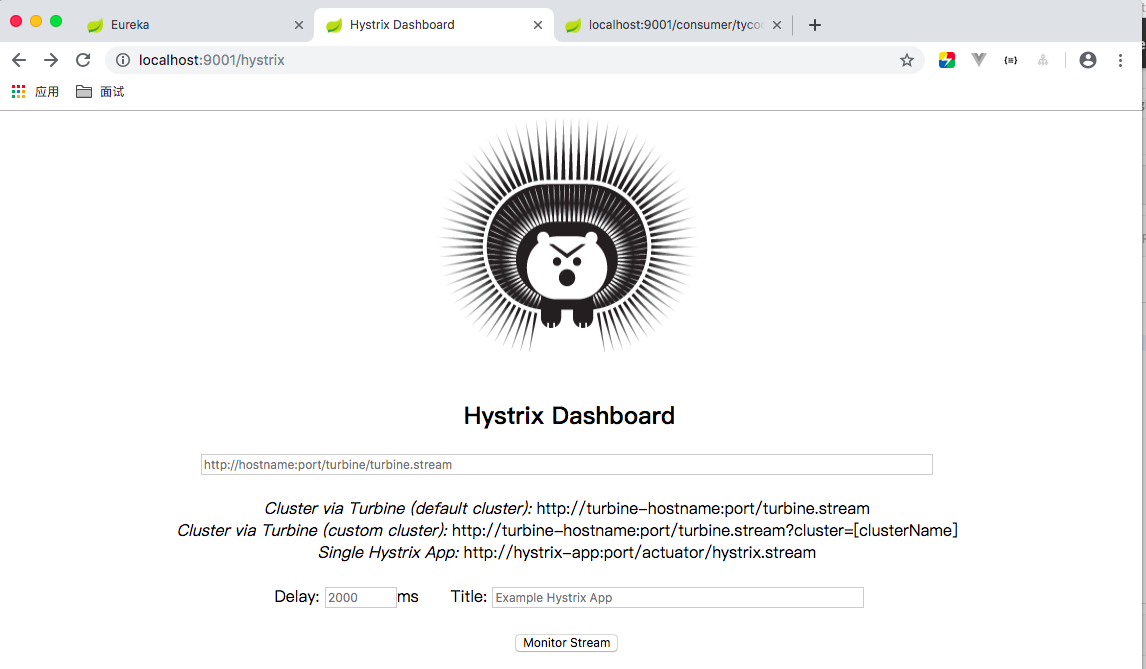 Eureka
Hystrix Dashboard
localhost:9001/consumer/tyco
localhost:9001/hystrix
应用
面试
Hystrix Dashboard
http://hostname:port/turbine/turbine.stream
Cluster via Turbine (default cluster): http://turbine-hostname:port/turbine.stream
Cluster via Turbine (custom cluster): http://turbine-hostname:port/turbine.stream?cluster=[clusterName]
Single Hystrix App: http://hystrix-app:port/actuator/hystrix.stream
Delay: 2000 ms Title: Example Hystrix App
Monitor Stream